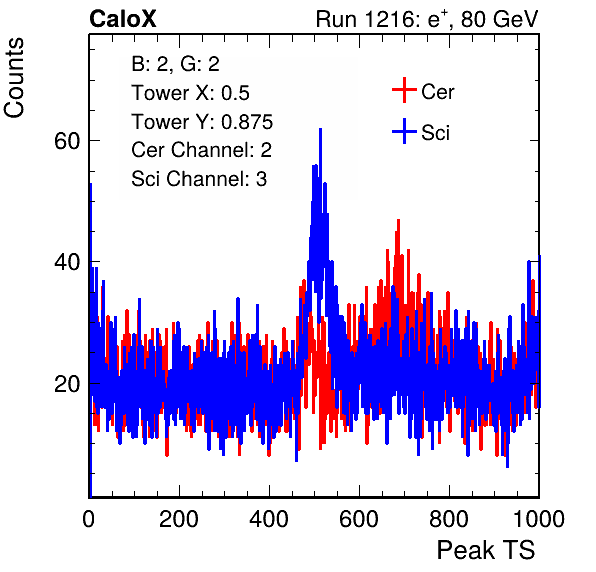 CaloX Run 1216: e⁺, 80 GeV
Counts
B: 2, G: 2
Tower X: 0.5
Tower Y: 0.875
Cer Channel: 2
Sci Channel: 3
Cer
Sci
60
40
20
0 200 400 600 800 1000
Peak TS